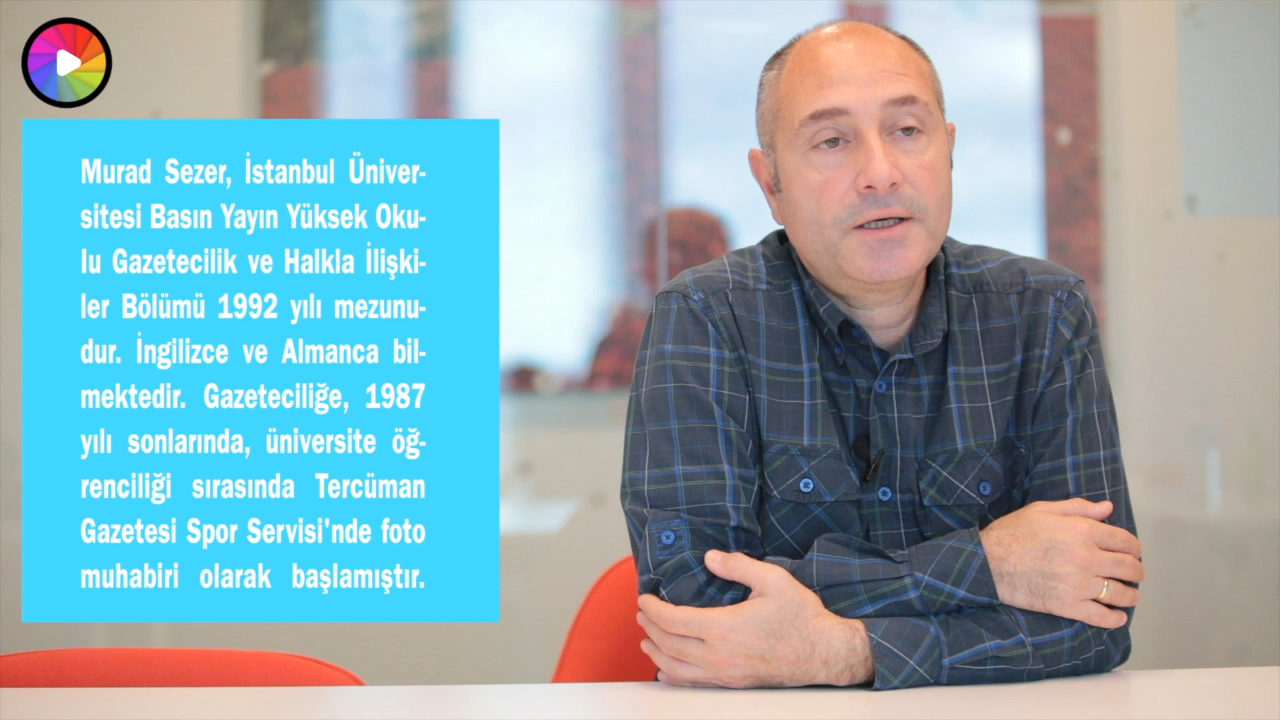 Murad Sezer, İstanbul Üniver-
sitesi Basın Yayın Yüksek Oku-
lu Gazetecilik ve Halkla İlişki-
ler Bölümü 1992 yılı mezunu-
dur. İngilizce ve Almanca bil-
mektedir. Gazeteciliğe, 1987
yılı sonlarında, üniversite öğ-
renciliği sırasında Tercüman
Gazetesi Spor Servisi'nde foto
muhabiri olarak başlamıştır.